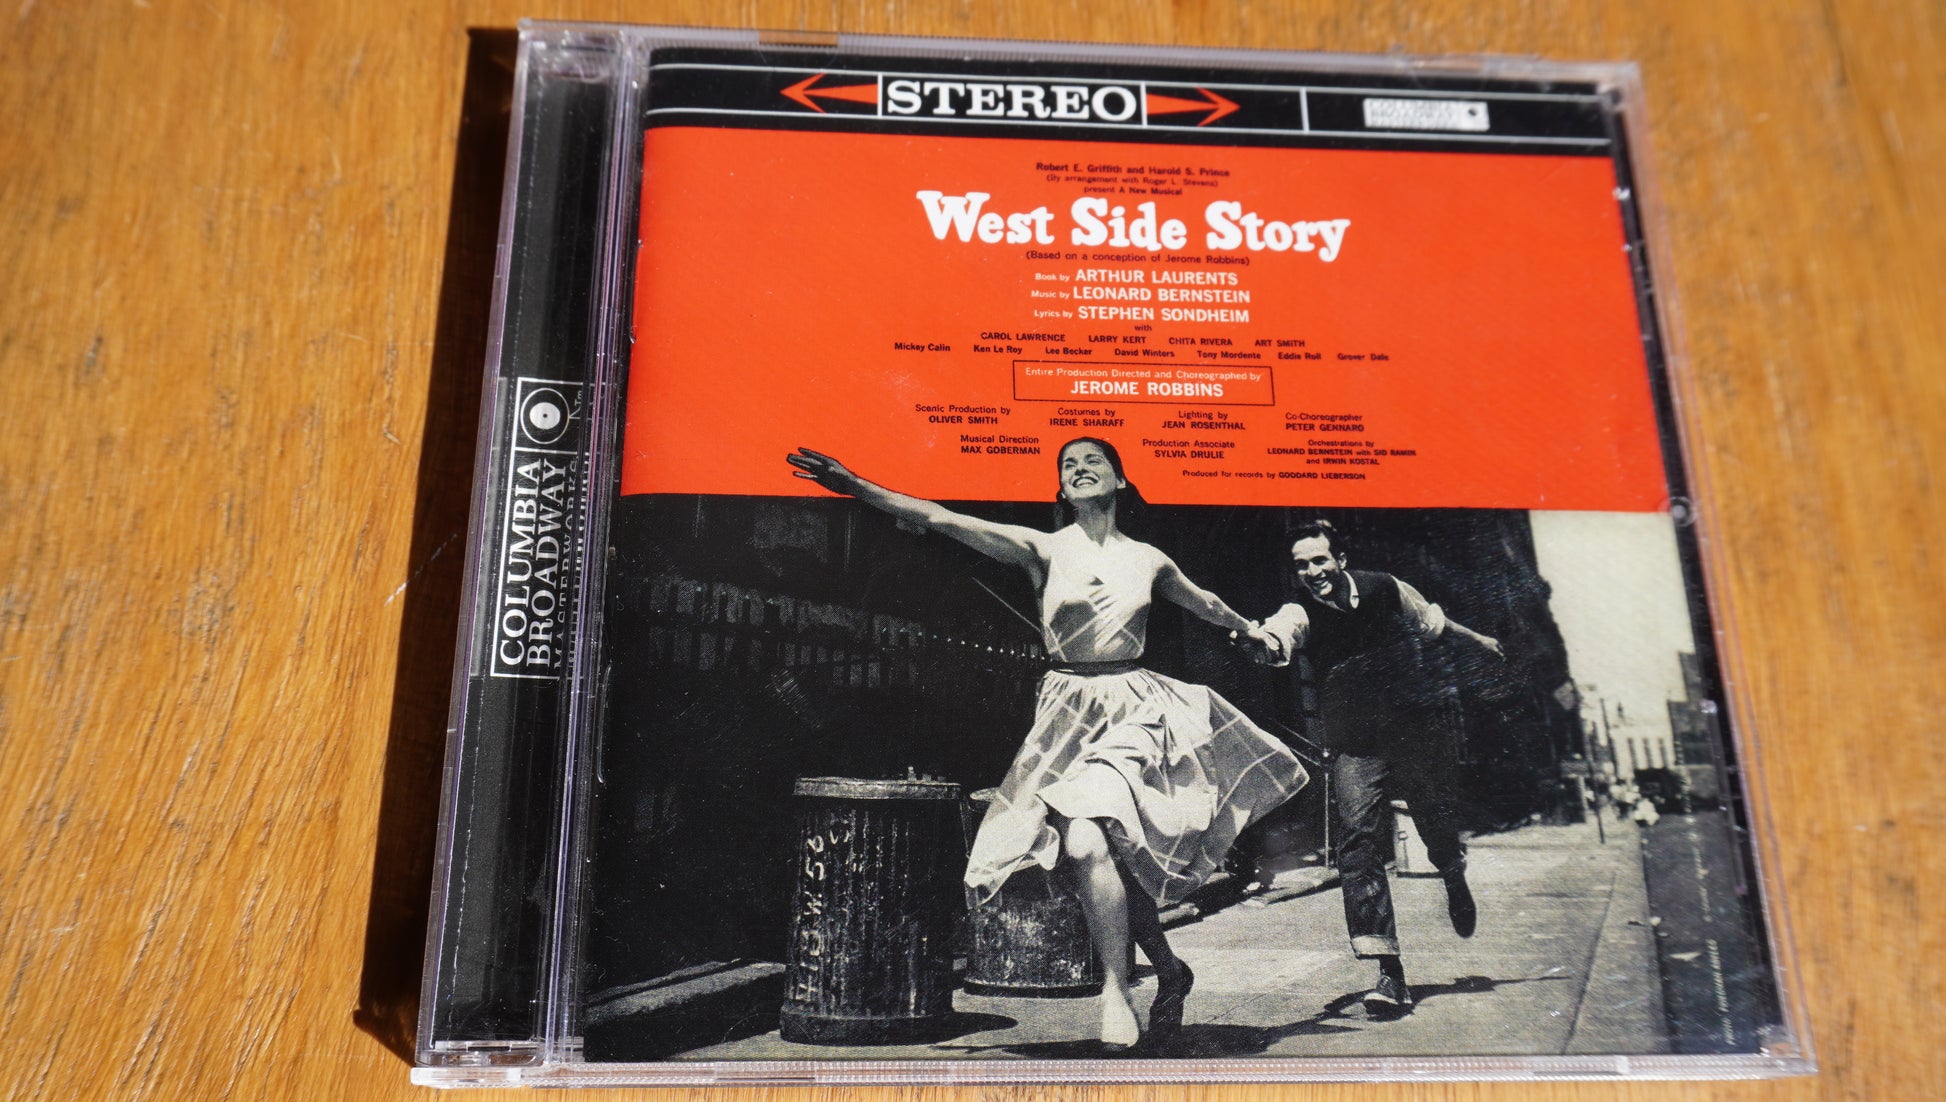 STEREO
COLUMBIA
BROADWAY
Robert E. Griffith and Harold S. Prince
(By arrangement with Roger L. Stevens)
present A New Musical
West Side Story
(Based on a conception of Jerome Robbins)
Book by ARTHUR LAURENTS
Music by LEONARD BERNSTEIN
Lyrics by STEPHEN SONDHEIM
with
CAROL LAWRENCE LARRY KERT CHITA RIVERA ART SMITH
Mickey Calin Ken Le Roy Lee Becker David Winters Tony Mordente Eddie Roll Grover Dale
Entire Production Directed and Choreographed by
JEROME ROBBINS
Scenic Production by
OLIVER SMITH
Costumes by
IRENE SHARAFF
Lighting by
JEAN ROSENTHAL
Co-Choreographer
PETER GENNARO
Musical Direction
MAX GOBERMAN
Production Associate
SYLVIA DRULIE
Orchestrations by
LEONARD BERNSTEIN with SID RAMIN
and IRWIN KOSTAL
Produced for records by GODDARD LIEBERSON
COLUMBIA
BROADWAY
MASTERWORKS